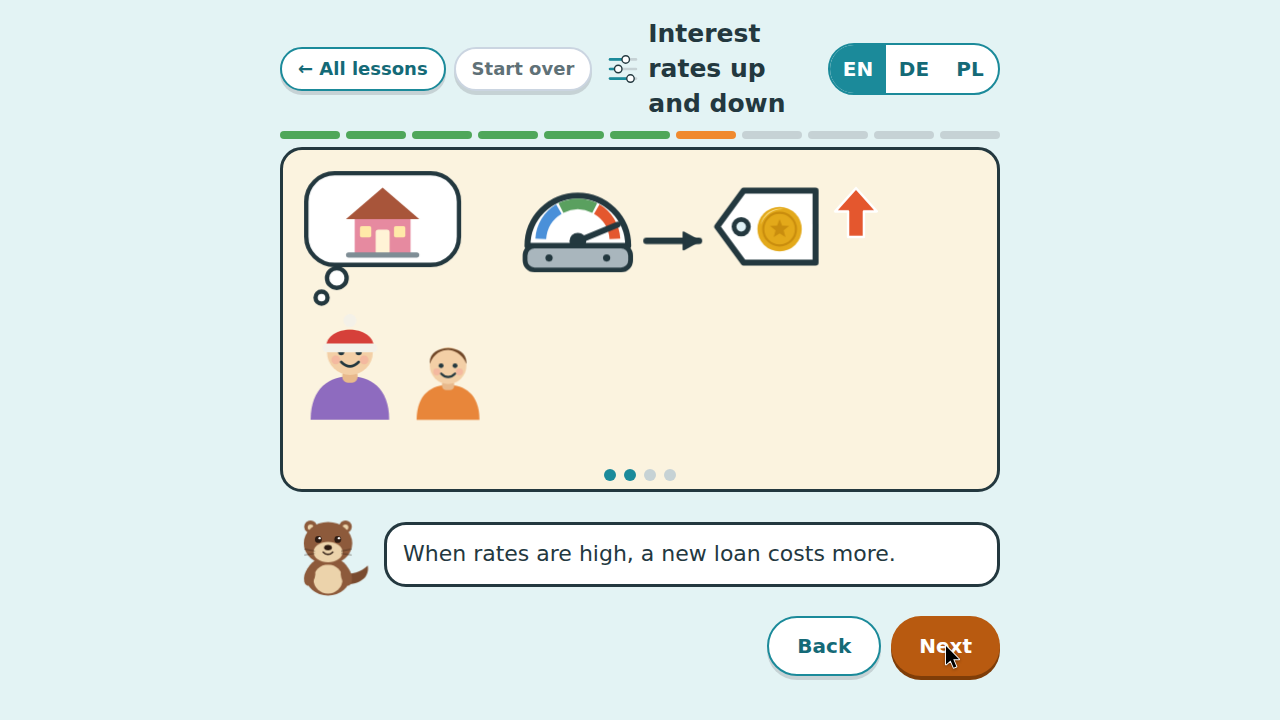 ← All lessons
Start over
Interest
rates up
and down
EN
DE
PL
When rates are high, a new loan costs more.
Back
Next